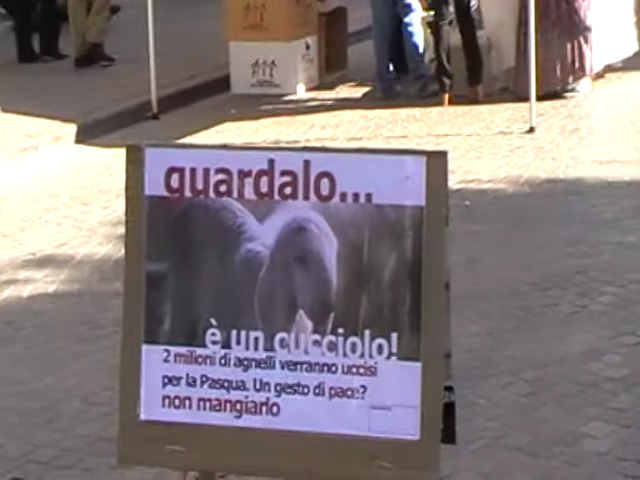 guardalo...
è un cucciolo!
2 milioni di agnelli verranno uccisi
per la Pasqua. Un gesto di pace?
non mangiarlo